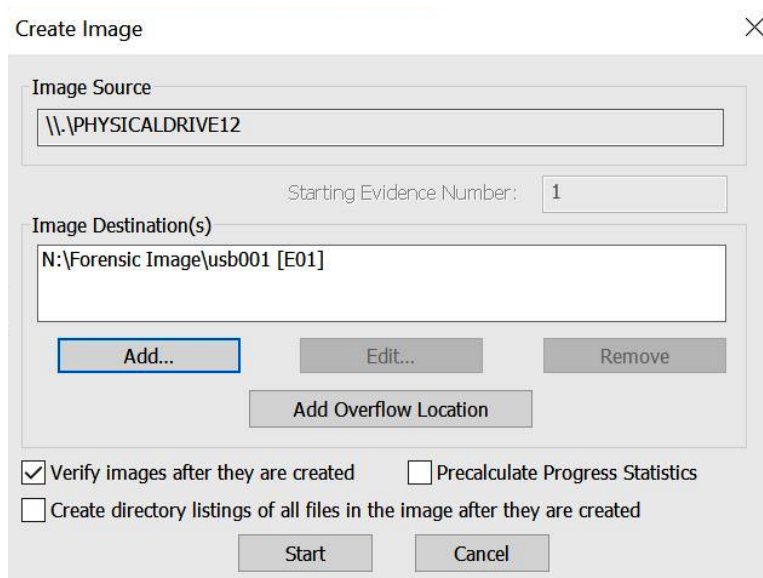 Create Image
Image Source
\\.\PHYSICALDRIVE12
Starting Evidence Number: 1
Image Destination(s)
N:\Forensic Image\usb001 [E01]
Add... Edit... Remove
Add Overflow Location
Verify images after they are created Precalculate Progress Statistics
Create directory listings of all files in the image after they are created
Start Cancel